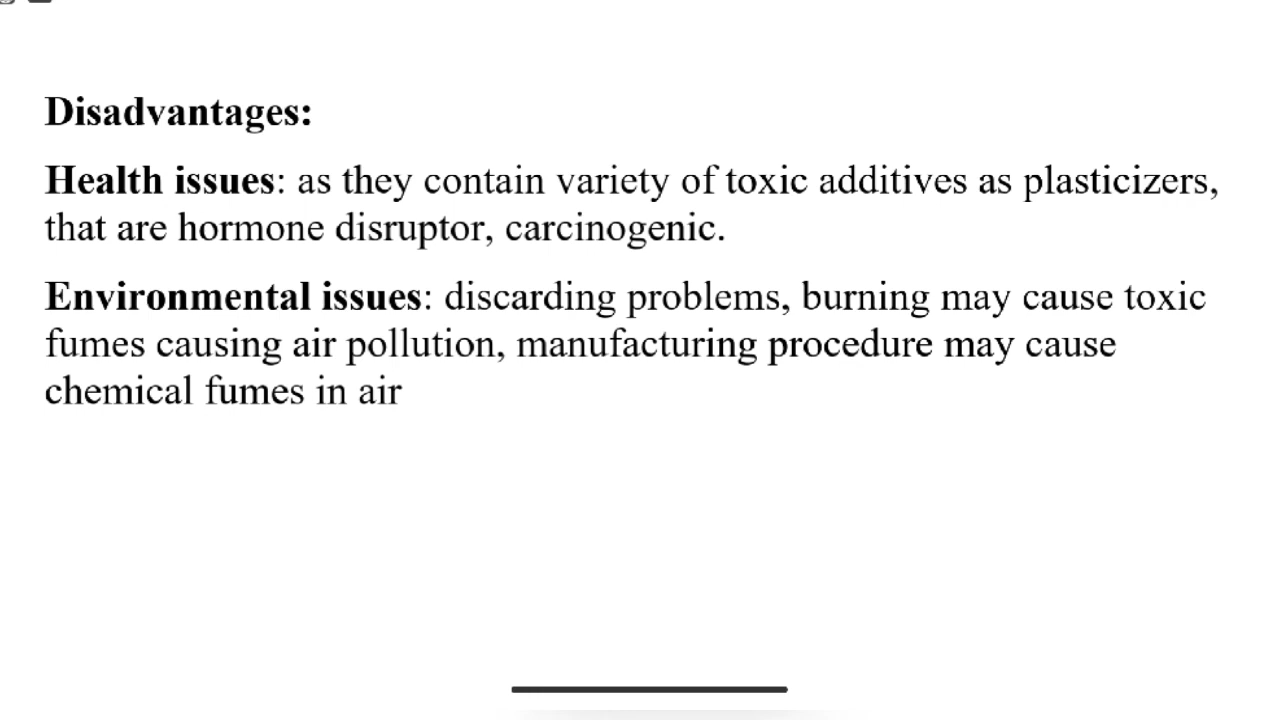 Disadvantages:
Health issues: as they contain variety of toxic additives as plasticizers,
that are hormone disruptor, carcinogenic.
Environmental issues: discarding problems, burning may cause toxic
fumes causing air pollution, manufacturing procedure may cause
chemical fumes in air